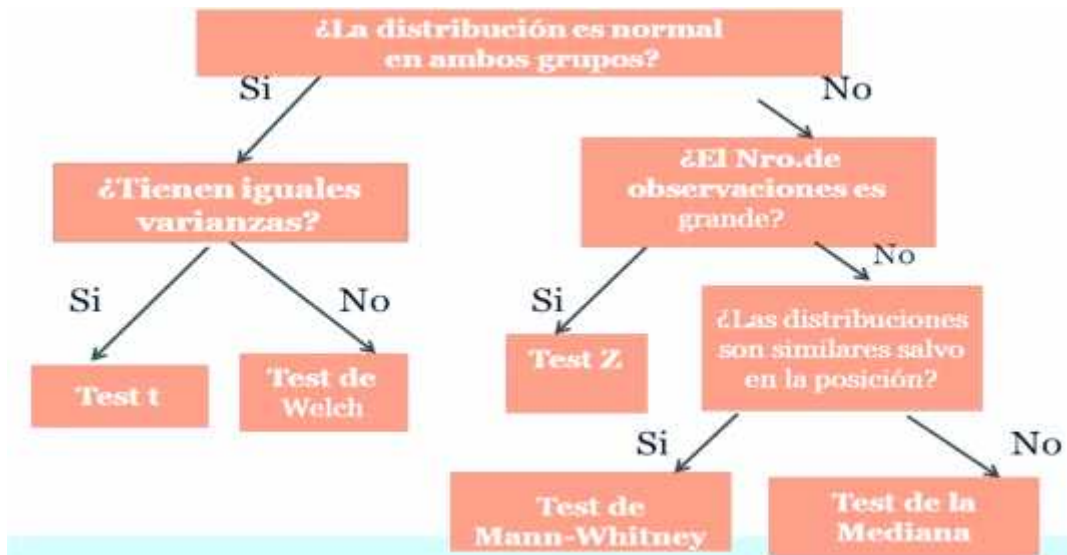 ¿La distribución es normal
en ambos grupos?
Si
No
¿Tienen iguales
varianzas?
¿El Nro.de
observaciones es
grande?
Si
No
Si
No
Test t
Test de
Welch
Test Z
¿Las distribuciones
son similares salvo
en la posición?
Si
No
Test de
Mann-Whitney
Test de la
Mediana